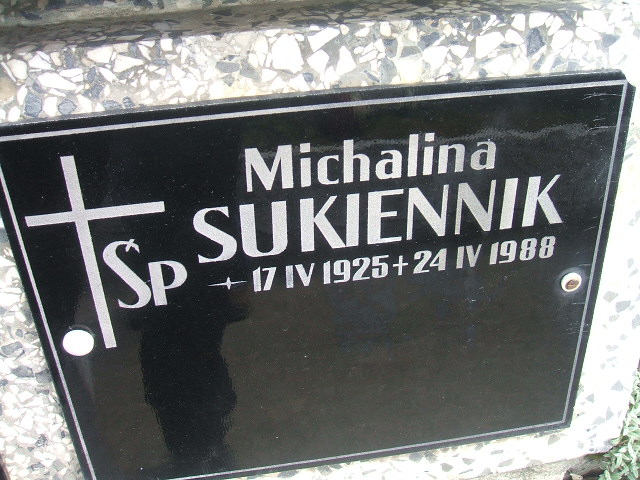 Michalina
ŚP SUKIENNIK
17 IV 1925 + 24 IV 1988